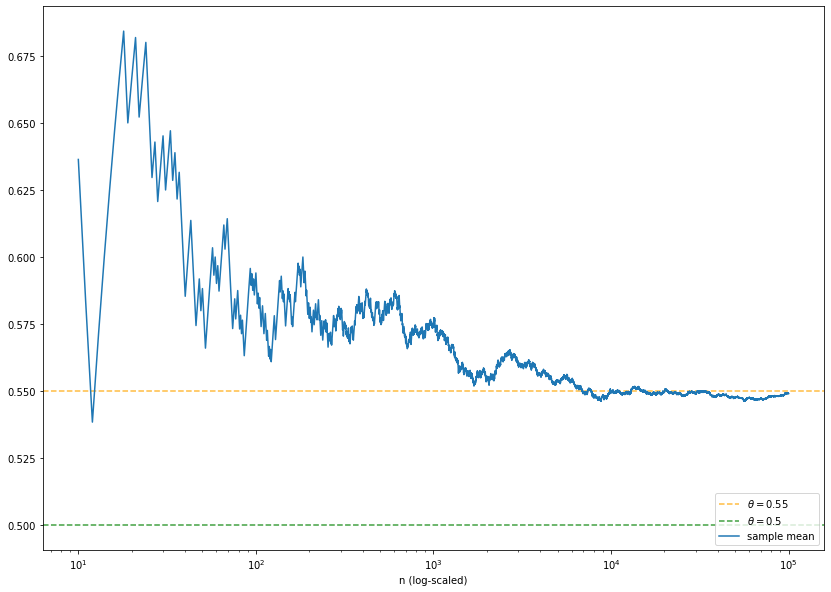 0.675
0.650
0.625
0.600
0.575
0.550
0.525
0.500
θ = 0.55
θ = 0.5
sample mean
10¹ 10² 10³ 10⁴ 10⁵
n (log-scaled)